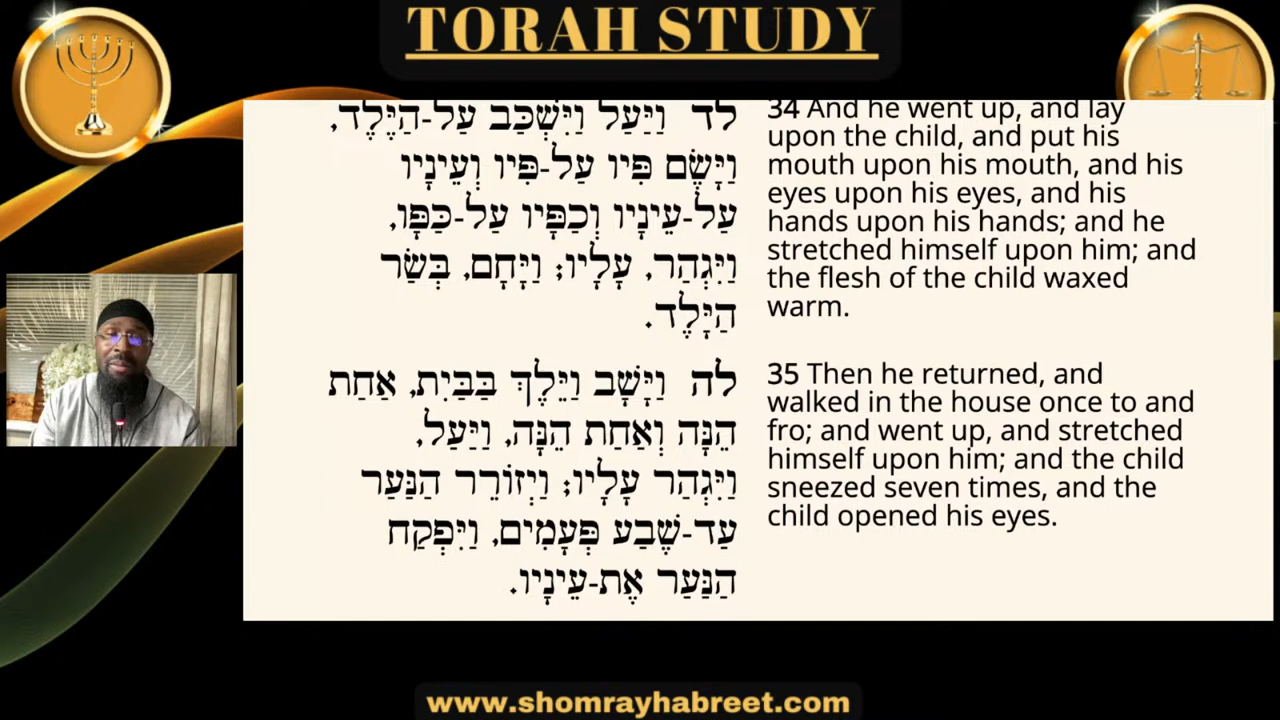 TORAH STUDY
לד וַיַּעַל וַיִּשְׁכַּב עַל-הַיֶּלֶד,
וַיָּשֶׂם פִּיו עַל-פִּיו וְעֵינָיו
עַל-עֵינָיו וְכַפָּיו עַל-כַּפָּו,
וַיִּגְהַר, עָלָיו; וַיָּחָם, בְּשַׂר
הַיָּלֶד.
34 And he went up, and lay
upon the child, and put his
mouth upon his mouth, and his
eyes upon his eyes, and his
hands upon his hands; and he
stretched himself upon him; and
the flesh of the child waxed
warm.
לה וַיָּשָׁב וַיֵּלֶךְ בַּבַּיִת, אַחַת
הֵנָּה וְאַחַת הֵנָּה, וַיַּעַל,
וַיִּגְהַר עָלָיו; וַיְזוֹרֵר הַנַּעַר
עַד-שֶׁבַע פְּעָמִים, וַיִּפְקַח
הַנַּעַר אֶת-עֵינָיו.
35 Then he returned, and
walked in the house once to and
fro; and went up, and stretched
himself upon him; and the child
sneezed seven times, and the
child opened his eyes.
www.shomrayhabreet.com